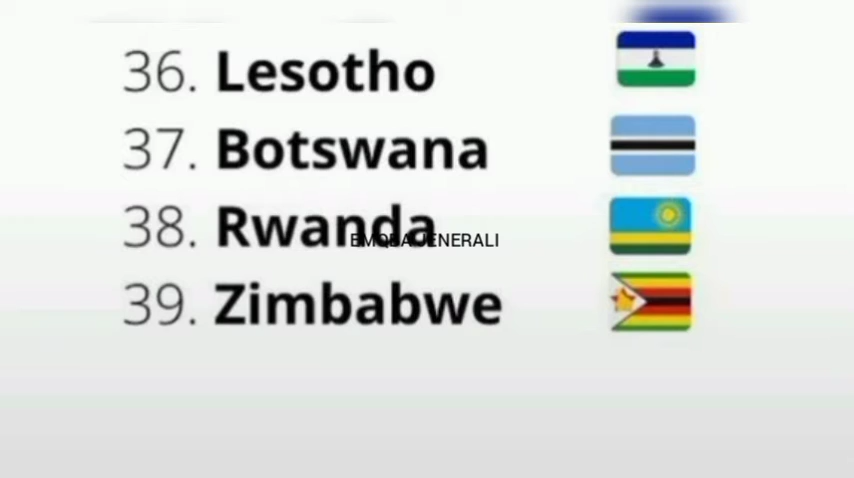 36. Lesotho
37. Botswana
38. Rwanda
39. Zimbabwe